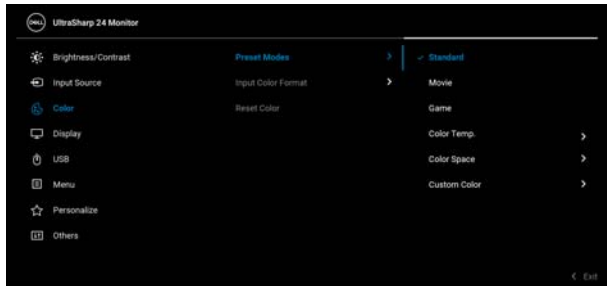 DELL UltraSharp 24 Monitor
Brightness/Contrast Preset Modes Standard
Input Source Input Color Format Movie
Color Reset Color Game
Display Color Temp.
USB Color Space
Menu Custom Color
Personalize
Others
Exit